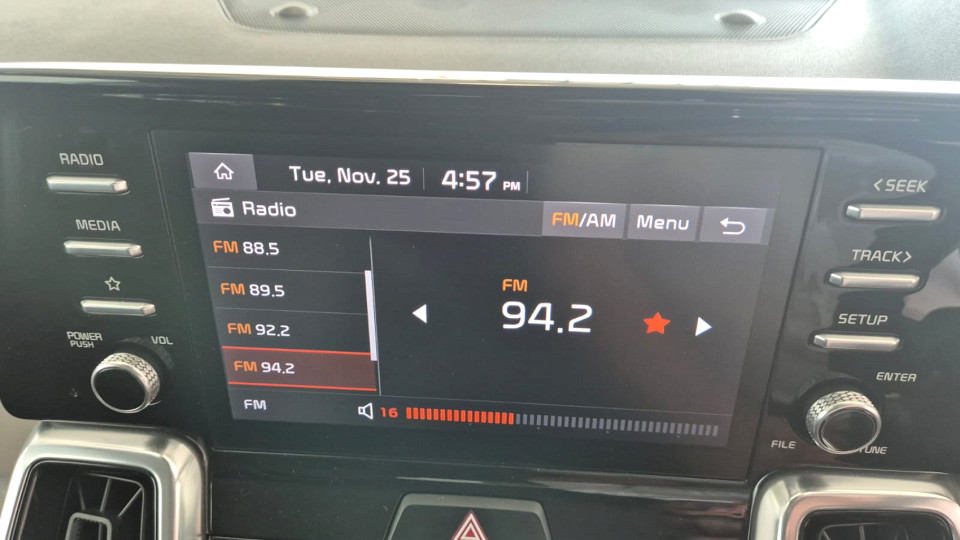 RADIO
MEDIA
POWER
PUSH
VOL
Tue, Nov. 25 4:57 PM
Radio FM/AM Menu
FM 88.5
FM 89.5
FM 92.2
FM 94.2
FM
94.2
FM 16
<SEEK
TRACK>
SETUP
ENTER
FILE
TUNE